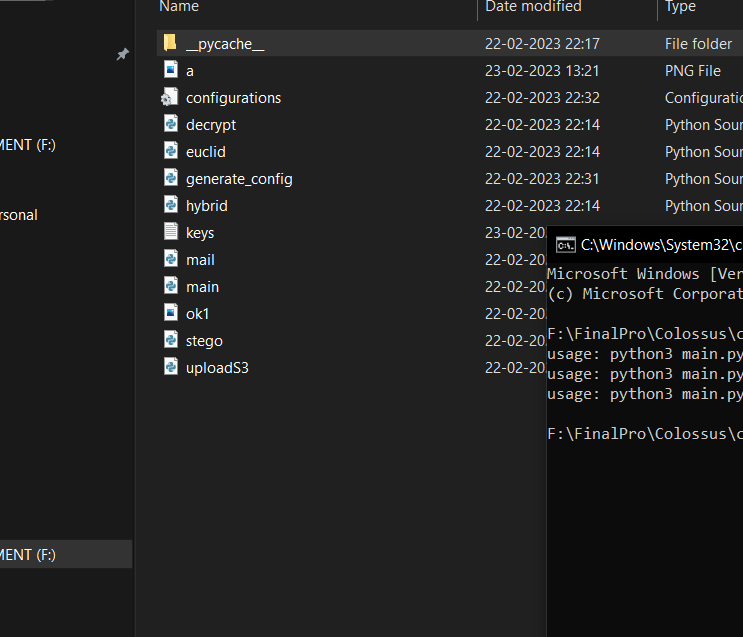 Name Date modified Type
__pycache__ 22-02-2023 22:17 File folder
a 23-02-2023 13:21 PNG File
configurations 22-02-2023 22:32 Configuratio
MENT (F:) decrypt 22-02-2023 22:14 Python Sour
euclid 22-02-2023 22:14 Python Sour
generate_config 22-02-2023 22:31 Python Sour
rsonal hybrid 22-02-2023 22:14 Python Sour
keys 23-02-20
mail 22-02-20
main 22-02-20
ok1 22-02-20
stego 22-02-20
uploadS3 22-02-20
MENT (F:)
C:\Windows\System32\c
Microsoft Windows [Ver
(c) Microsoft Corporat
F:\FinalPro\Colossus\c
usage: python3 main.py
usage: python3 main.py
usage: python3 main.py
F:\FinalPro\Colossus\c